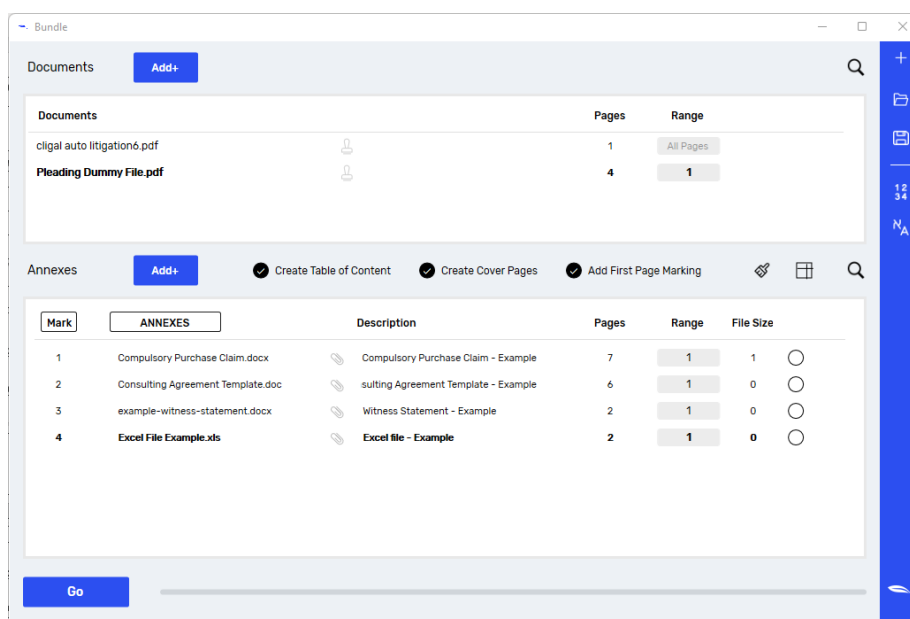 Bundle
Documents Add+
Documents Pages Range
cligal auto litigation6.pdf 1 All Pages
Pleading Dummy File.pdf 4 1
12
34
אA
Annexes Add+ Create Table of Content Create Cover Pages Add First Page Marking
Mark ANNEXES Description Pages Range File Size
1 Compulsory Purchase Claim.docx Compulsory Purchase Claim - Example 7 1 1
2 Consulting Agreement Template.doc sulting Agreement Template - Example 6 1 0
3 example-witness-statement.docx Witness Statement - Example 2 1 0
4 Excel File Example.xls Excel file - Example 2 1 0
Go